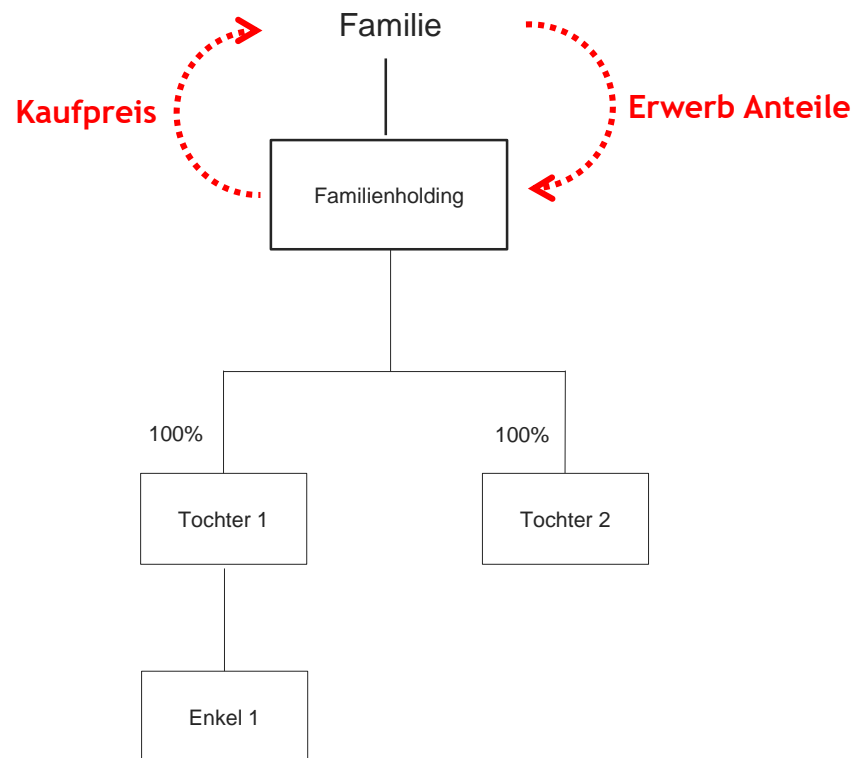 Familie
Kaufpreis
Erwerb Anteile
Familienholding
100%
100%
Tochter 1
Tochter 2
Enkel 1